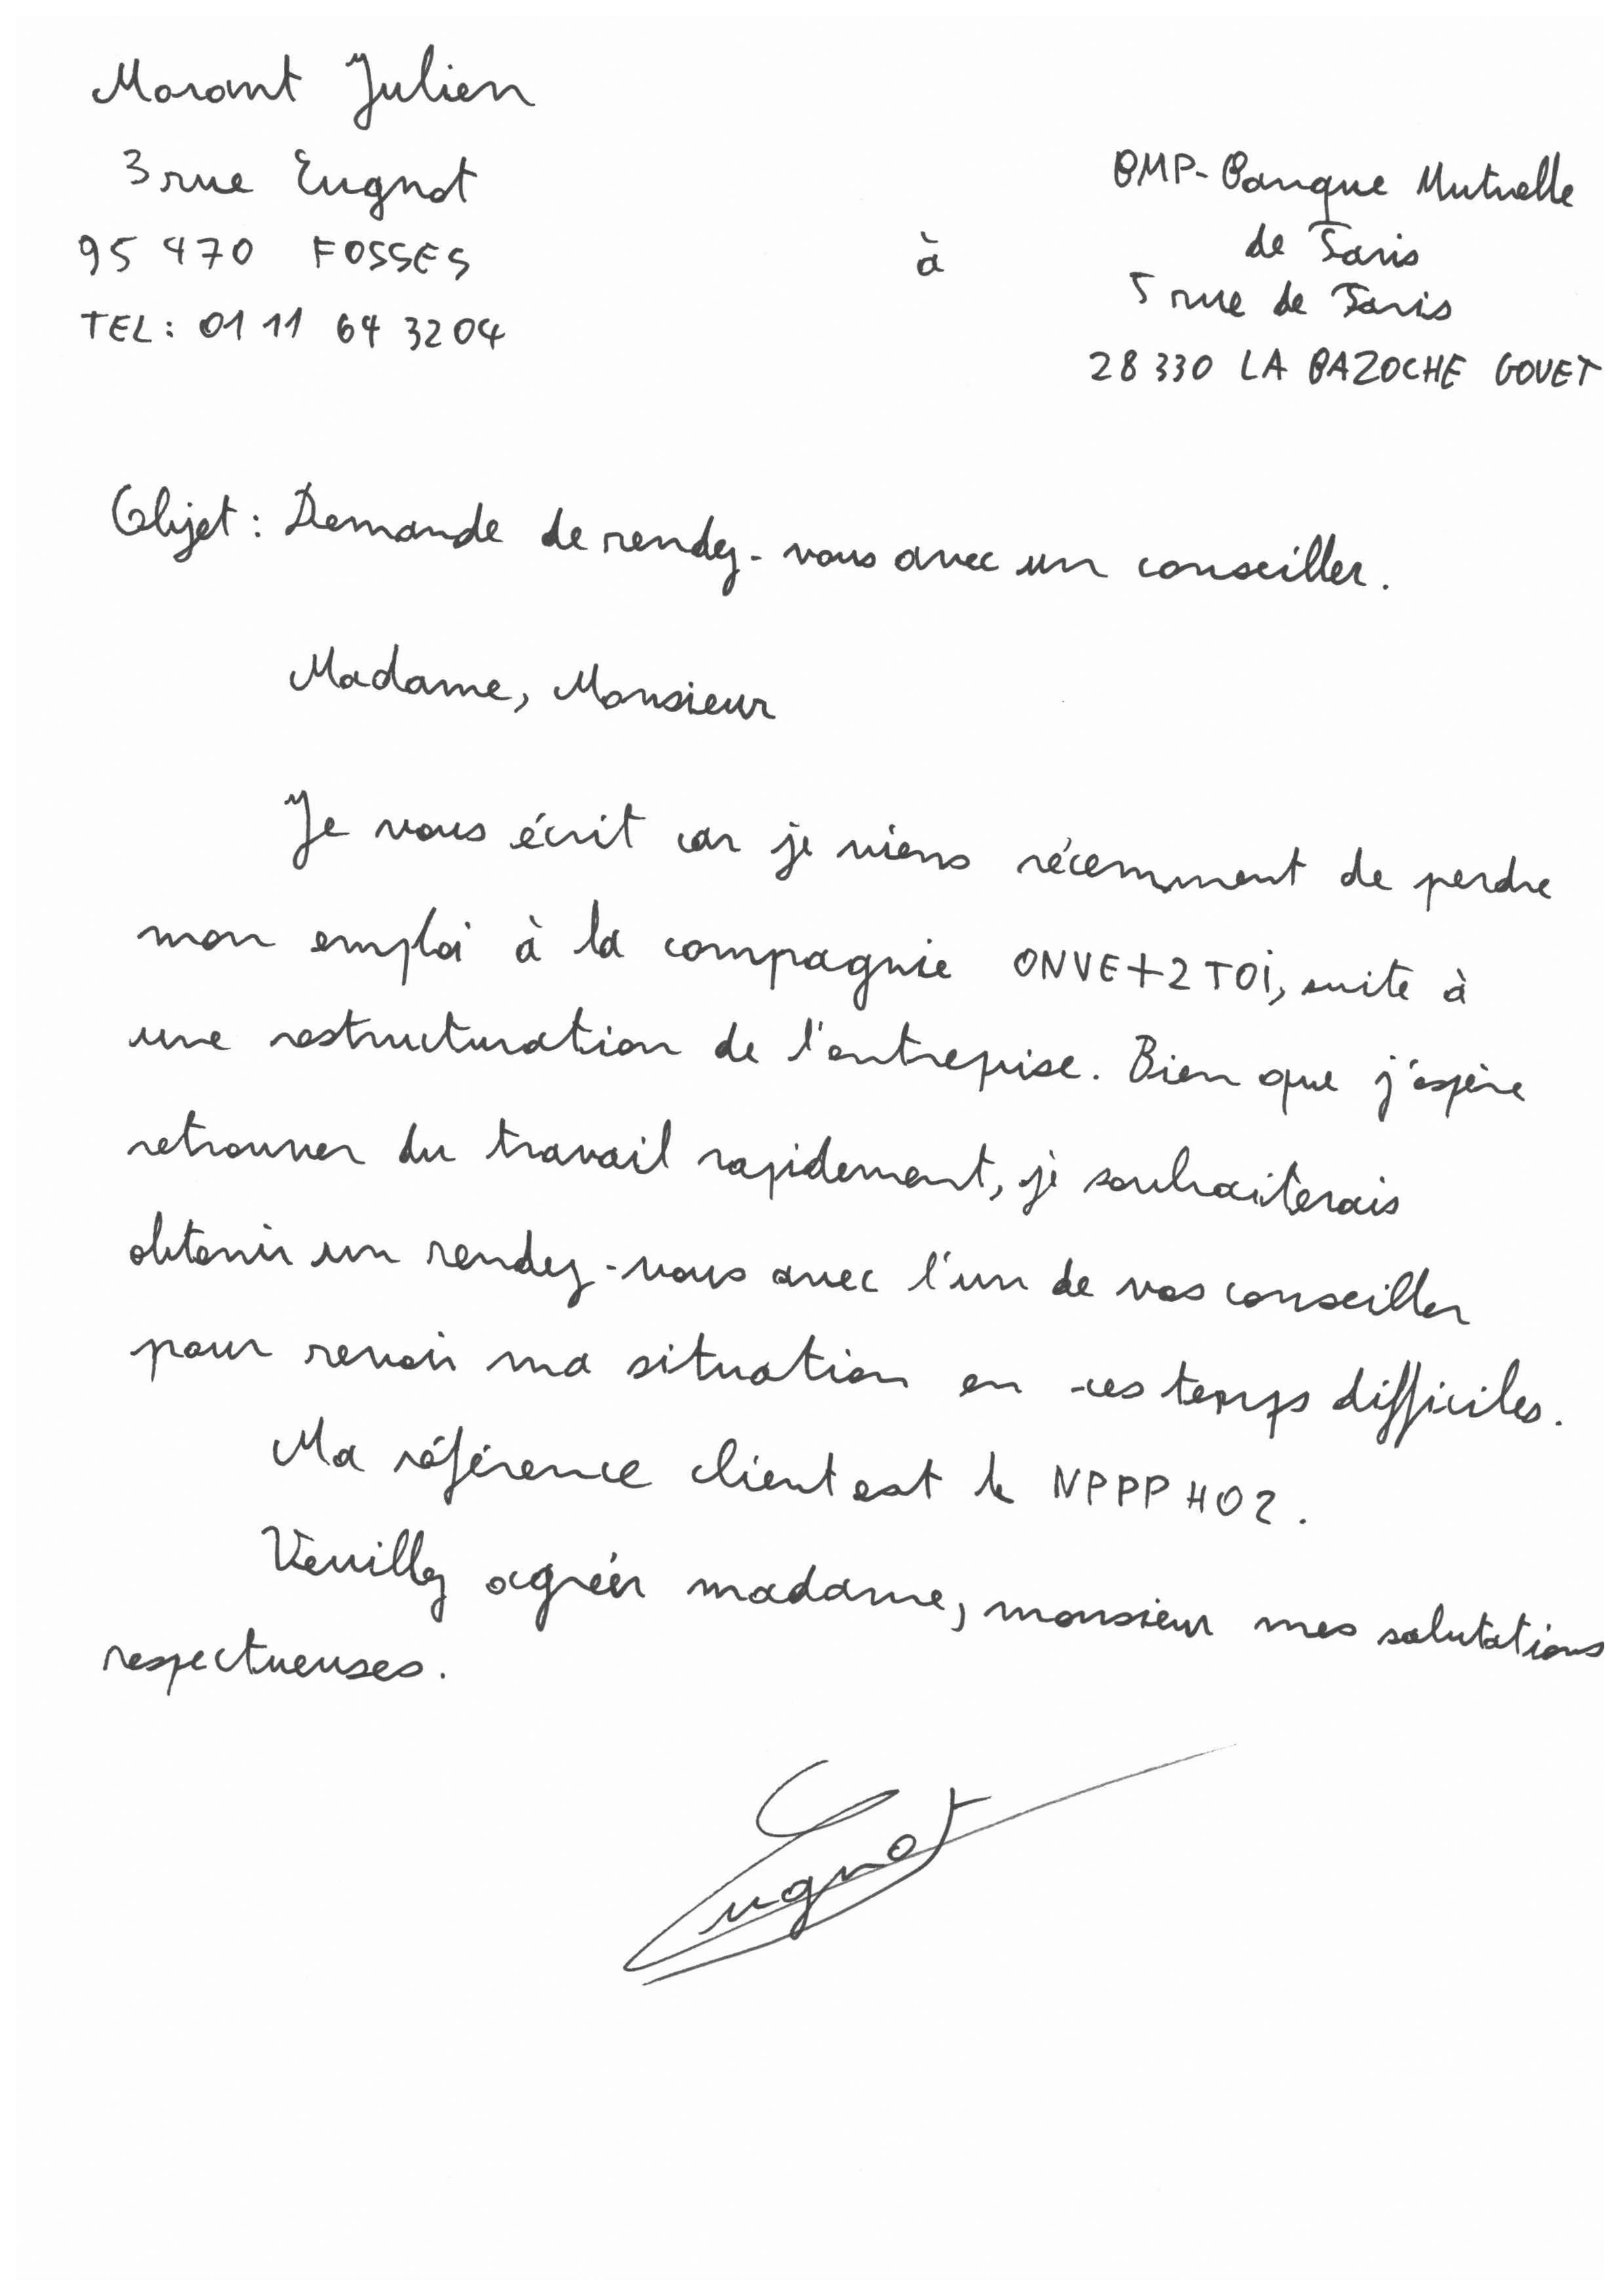 Morant Julien
3 rue Eugnot
95 470 FOSSES
TEL : 01 11 64 32 04
à
BMP-Banque Mutuelle
de Paris
5 rue de Paris
28 330 LA BAZOCHE GOUET
Objet : Demande de rendez-vous avec un conseiller.
Madame, Monsieur
Je vous écrit car je viens récemment de perdre
mon emploi à la compagnie ONVE+2TOi, suite à
une restructuration de l'entrepise. Bien que j'espère
retrouver du travail rapidement, je souhaiterais
obtenir un rendez-vous avec l'un de vos conseiller
pour revoir ma situation en ces temps difficiles.
Ma référence client est le NPPPH02.
Veuillez agréér madame, monsieur mes salutations
respectueuses.
Eugnot